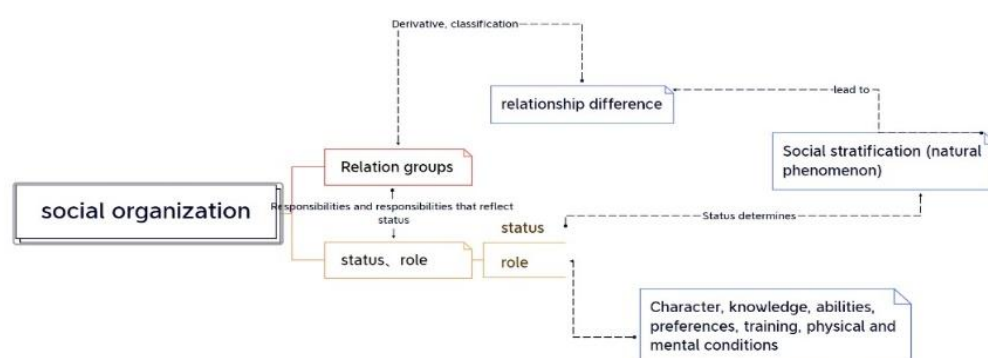 Derivative, classification
relationship difference
lead to
Social stratification (natural
phenomenon)
Relation groups
social organization
Responsibilities and responsibilities that reflect
status
status
Status determines
status、role
role
Character, knowledge, abilities,
preferences, training, physical and
mental conditions